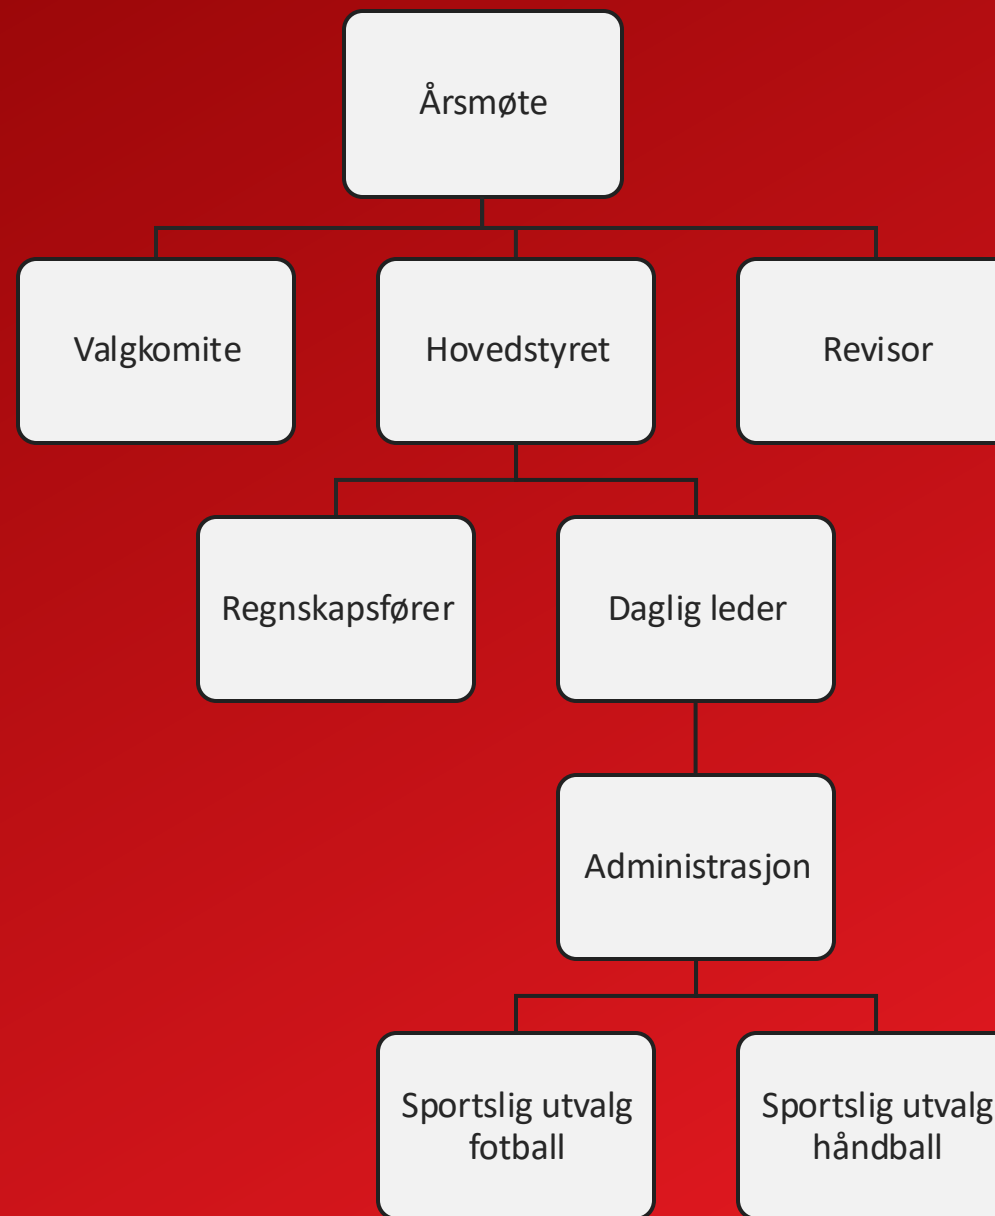 Årsmøte
Valgkomite
Hovedstyret
Revisor
Regnskapsfører
Daglig leder
Administrasjon
Sportslig utvalg
fotball
Sportslig utvalg
håndball